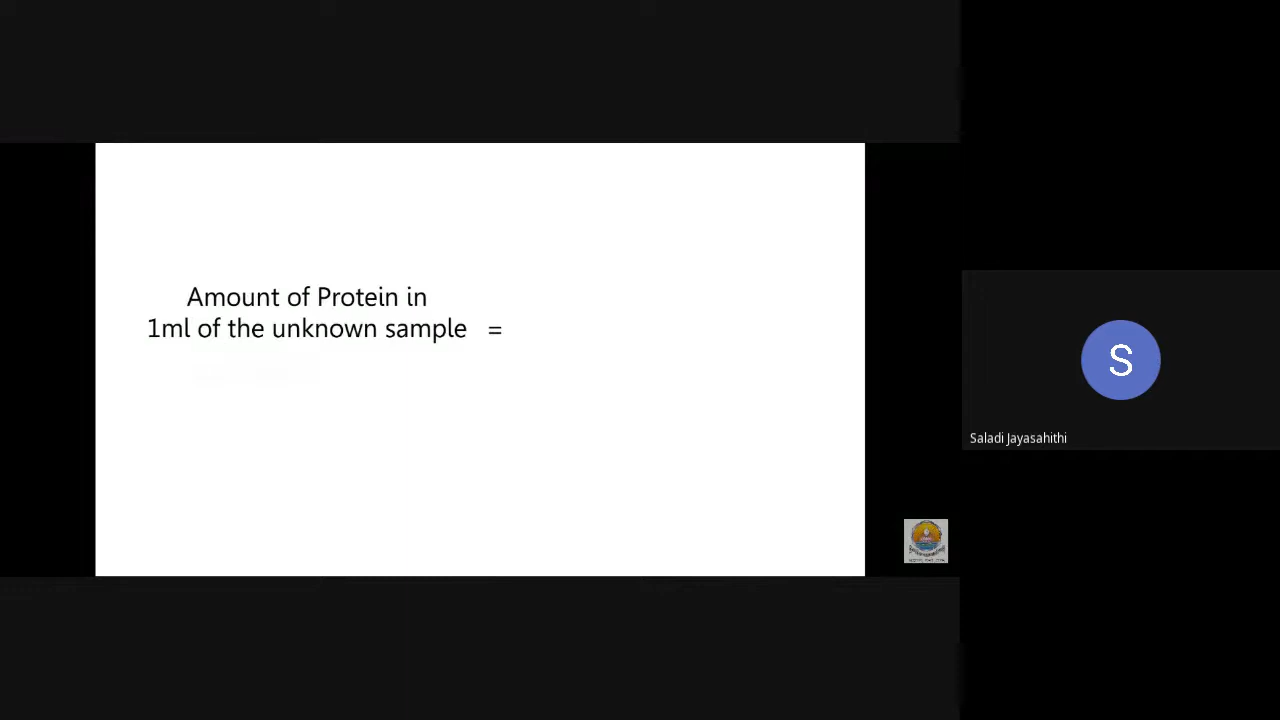 Amount of Protein in
1ml of the unknown sample =
S
Saladi Jayasahithi